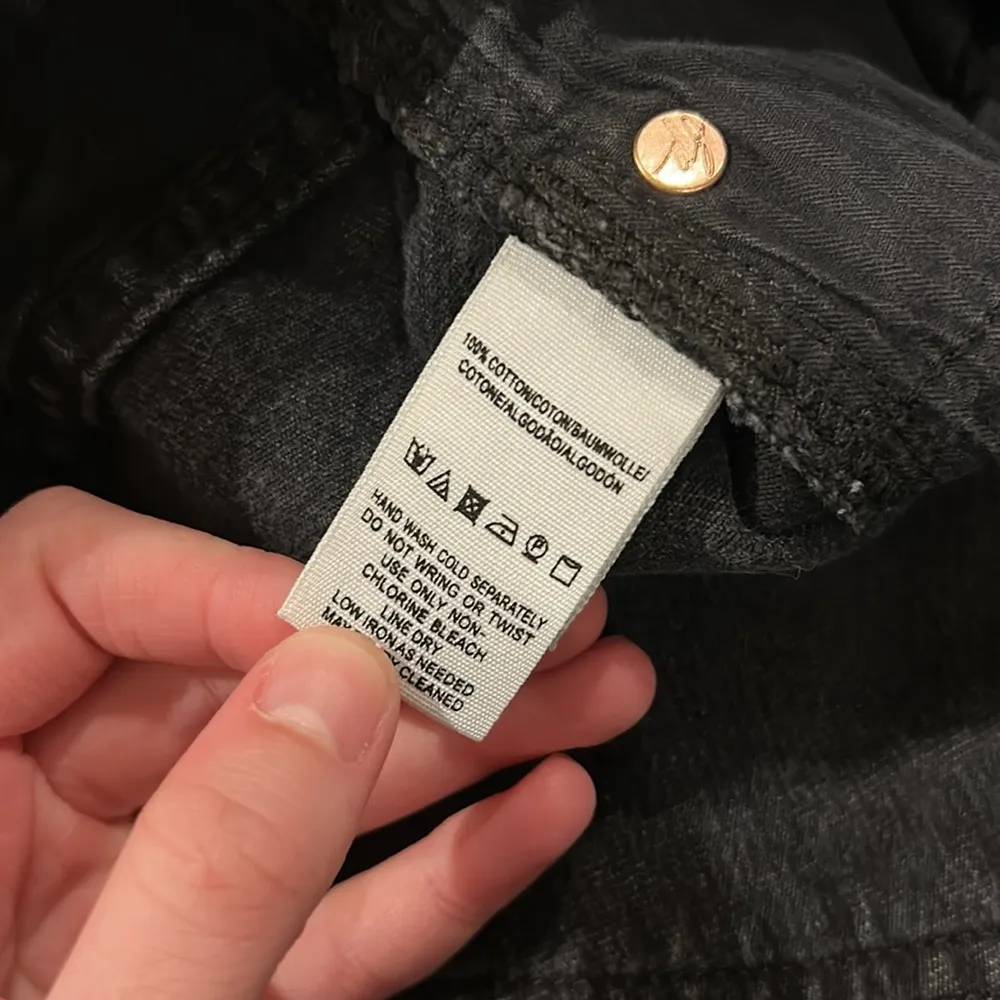 100% COTTON/COTON/BAUMWOLLE/
COTONE/ALGODÃO/ALGODÓN
HAND WASH COLD SEPARATELY
DO NOT WRING OR TWIST
USE ONLY NON-
CHLORINE BLEACH
LINE DRY
LOW IRON AS NEEDED
CLEANED